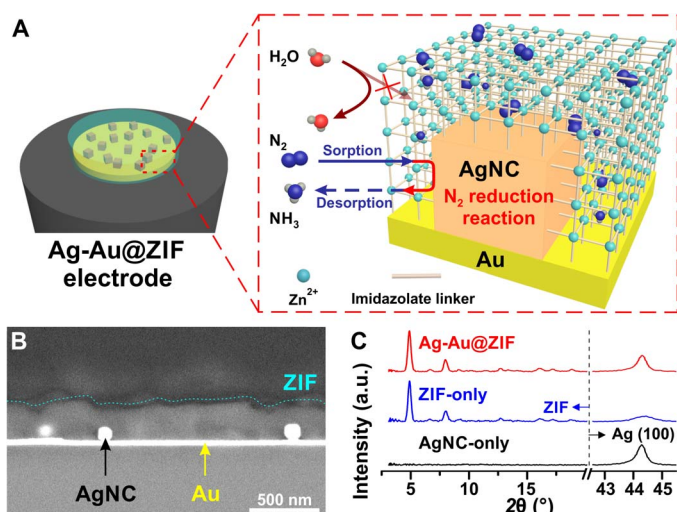 A
H2O
N2
Sorption
Desorption
NH3
AgNC
N2 reduction
reaction
Au
Ag-Au@ZIF
electrode
Zn2+
Imidazolate linker
B
ZIF
AgNC
Au
500 nm
C
Intensity (a.u.)
Ag-Au@ZIF
ZIF-only
ZIF
AgNC-only
Ag (100)
5 10 15 20 43 44 45
2θ (°)